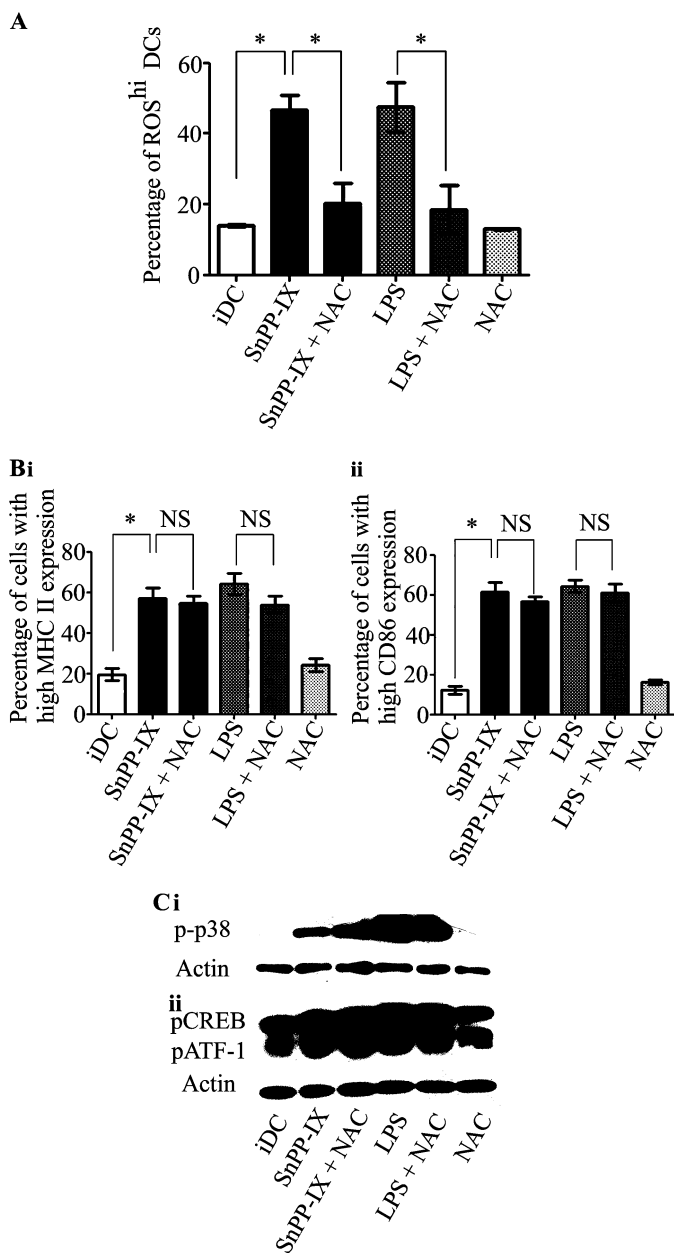 A
* * *
Percentage of ROS^hi DCs
60
40
20
0
iDC
SnPP-IX
SnPP-IX + NAC
LPS
LPS + NAC
NAC
Bi
Percentage of cells with
high MHC II expression
* NS NS
80
60
40
20
0
iDC
SnPP-IX
SnPP-IX + NAC
LPS
LPS + NAC
NAC
ii
Percentage of cells with
high CD86 expression
* NS NS
80
60
40
20
0
iDC
SnPP-IX
SnPP-IX + NAC
LPS
LPS + NAC
NAC
Ci
p-p38
Actin
ii
pCREB
pATF-1
Actin
iDC
SnPP-IX
SnPP-IX + NAC
LPS
LPS + NAC
NAC